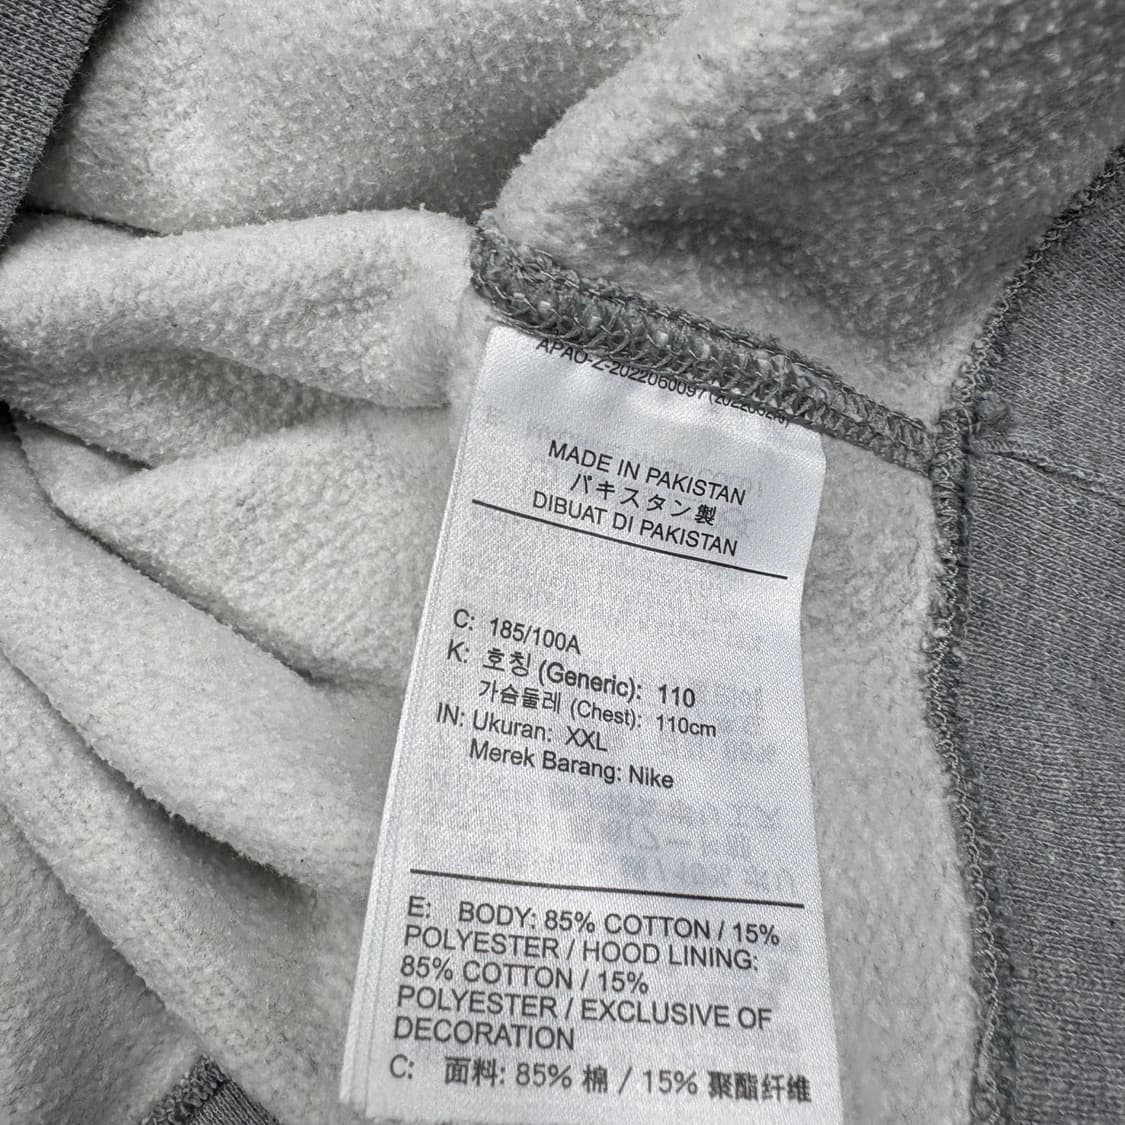 APAO-Z-2022060097
MADE IN PAKISTAN
パキスタン製
DIBUAT DI PAKISTAN
C: 185/100A
K: 호칭 (Generic): 110
가슴둘레 (Chest): 110cm
IN: Ukuran: XXL
Merek Barang: Nike
E: BODY: 85% COTTON / 15%
POLYESTER / HOOD LINING:
85% COTTON / 15%
POLYESTER / EXCLUSIVE OF
DECORATION
C: 面料: 85% 棉 / 15% 聚酯纤维